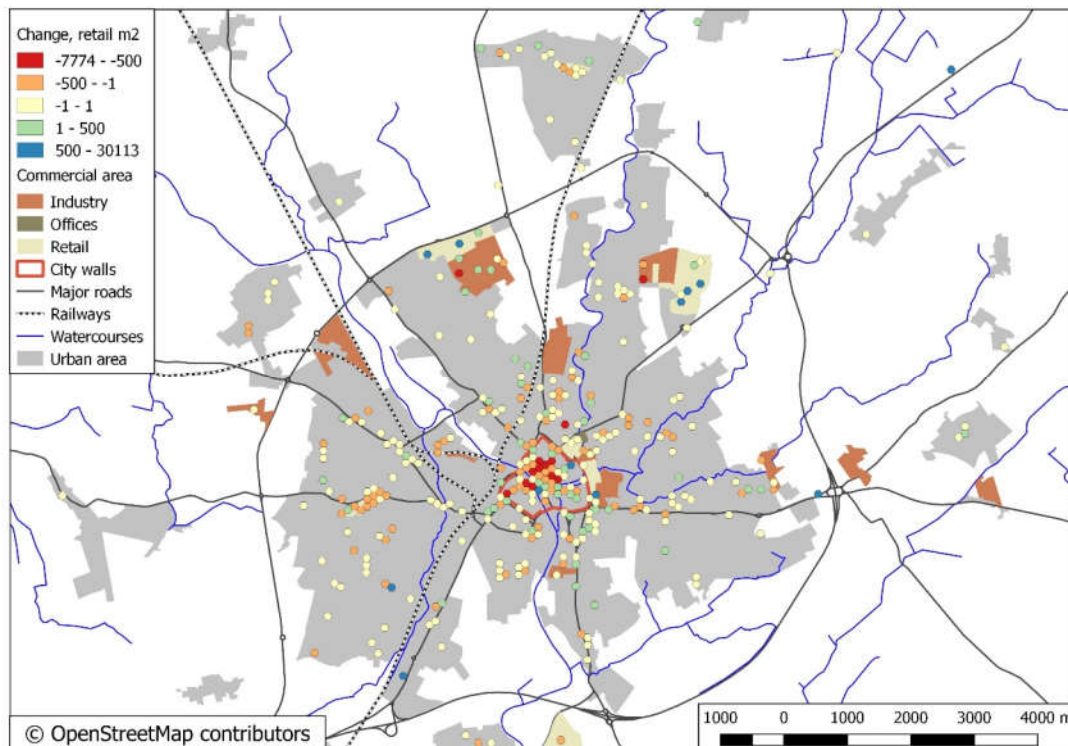 Change, retail m2
-7774 - -500
-500 - -1
-1 - 1
1 - 500
500 - 30113
Commercial area
Industry
Offices
Retail
City walls
Major roads
Railways
Watercourses
Urban area
© OpenStreetMap contributors
1000 0 1000 2000 3000 4000 m